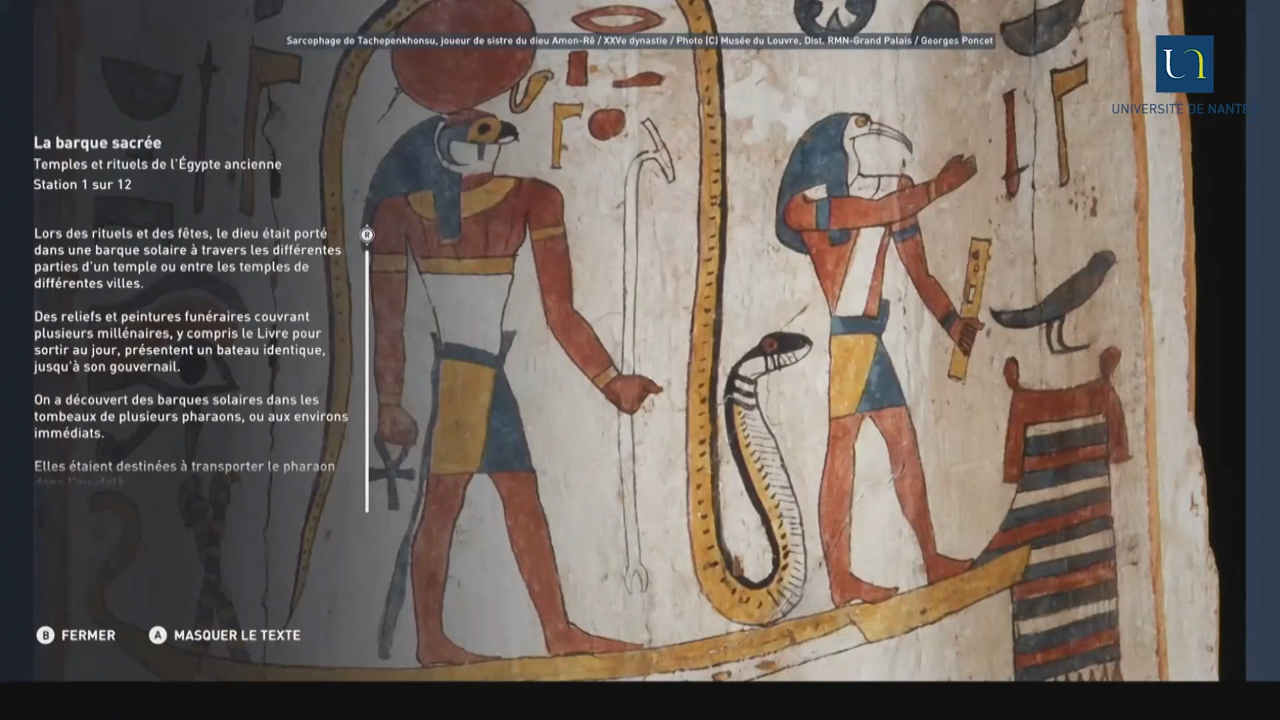 Sarcophage de Tachepenkhonsu, joueur de sistre du dieu Amon-Rê / XXVe dynastie / Photo (C) Musée du Louvre, Dist. RMN-Grand Palais / Georges Poncet
UNIVERSITÉ DE NANTE
La barque sacrée
Temples et rituels de l'Égypte ancienne
Station 1 sur 12
Lors des rituels et des fêtes, le dieu était porté
dans une barque solaire à travers les différentes
parties d'un temple ou entre les temples de
différentes villes.
Des reliefs et peintures funéraires couvrant
plusieurs millénaires, y compris le Livre pour
sortir au jour, présentent un bateau identique,
jusqu'à son gouvernail.
On a découvert des barques solaires dans les
tombeaux de plusieurs pharaons, ou aux environs
immédiats.
Elles étaient destinées à transporter le pharaon
dans l'au-delà
R
B FERMER
A MASQUER LE TEXTE